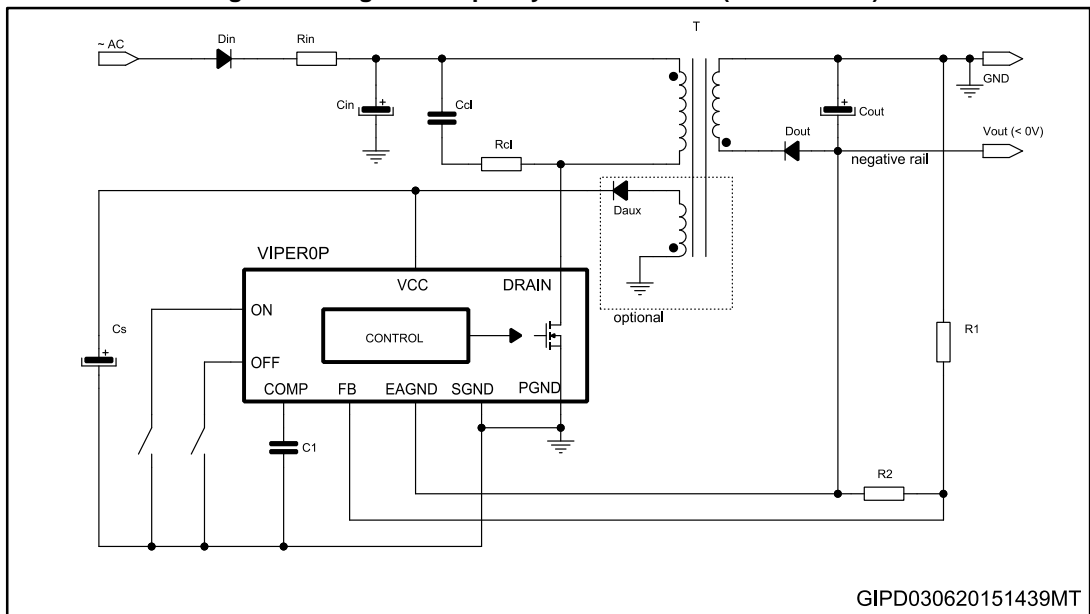 ~ AC
Din
Rin
T
GND
Cin
Ccl
Cout
Dout
Vout (< 0V)
negative rail
Rcl
Daux
VIPER0P
VCC
DRAIN
optional
ON
Cs
CONTROL
R1
OFF
COMP
FB
EAGND
SGND
PGND
C1
R2
GIPD030620151439MT